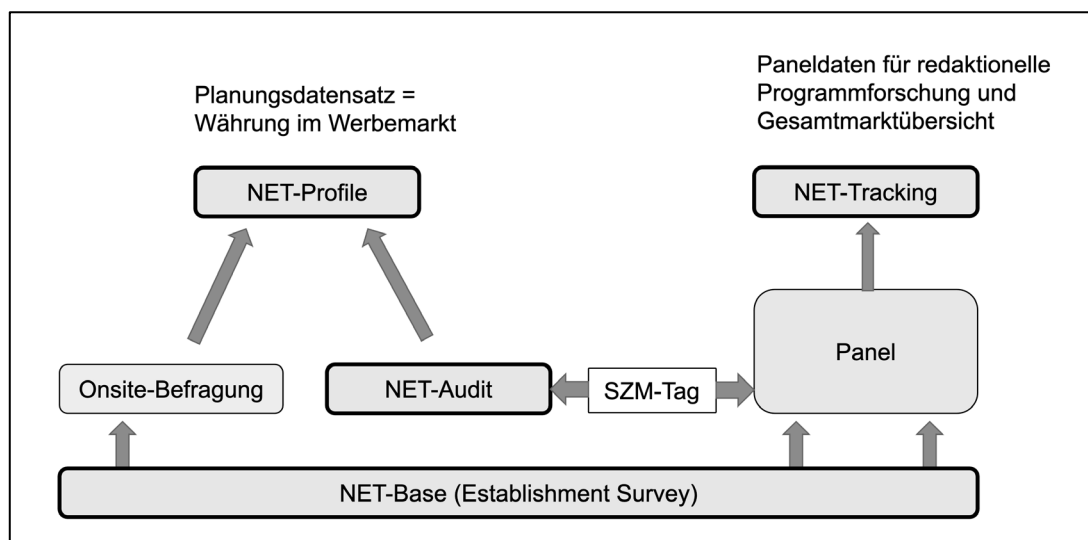 Planungsdatensatz =
Währung im Werbemarkt
Paneldaten für redaktionelle
Programmforschung und
Gesamtmarktübersicht
NET-Profile
NET-Tracking
Onsite-Befragung
NET-Audit
SZM-Tag
Panel
NET-Base (Establishment Survey)